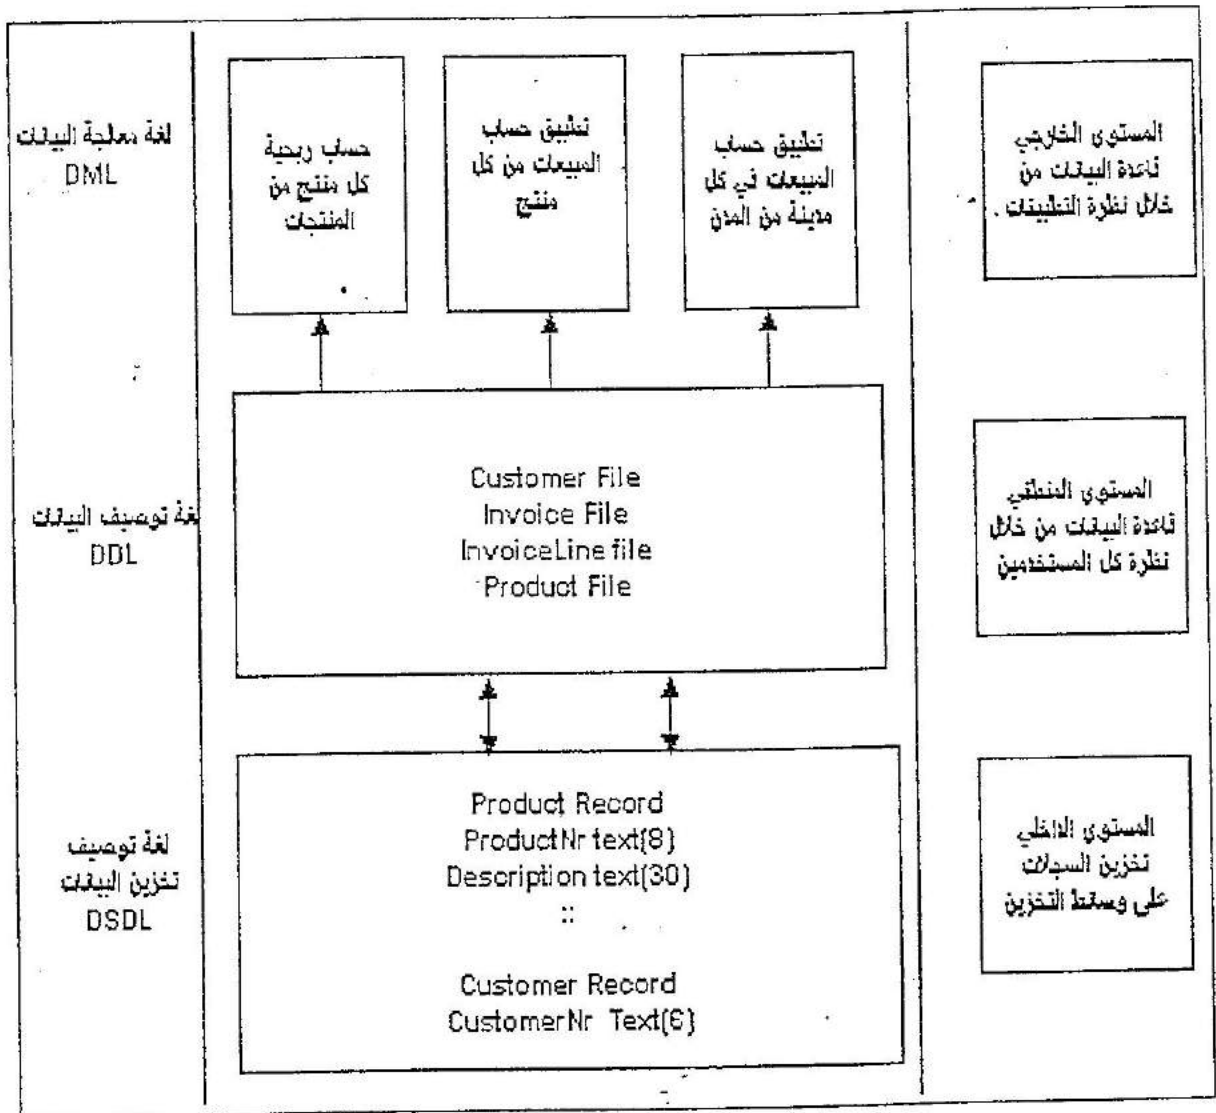 لغة معالجة البيانات
DML
حساب ربحية
كل منتج من
المنتجات
تطبيق حساب
المبيعات من كل
منتج
تطبيق حساب
المبيعات في كل
مدينة من المدن
المستوى الخارجي
قاعدة البيانات من
خلال نظرة التطبيقات
لغة توصيف البيانات
DDL
Customer File
Invoice File
InvoiceLine file
Product File
المستوى المنطقي
قاعدة البيانات من خلال
نظرة كل المستخدمين
لغة توصيف
تخزين البيانات
DSDL
Product Record
ProductNr text(8)
Description text(30)
::
Customer Record
CustomerNr Text(6)
المستوى الداخلي
تخزين السجلات
على وسائط التخزين